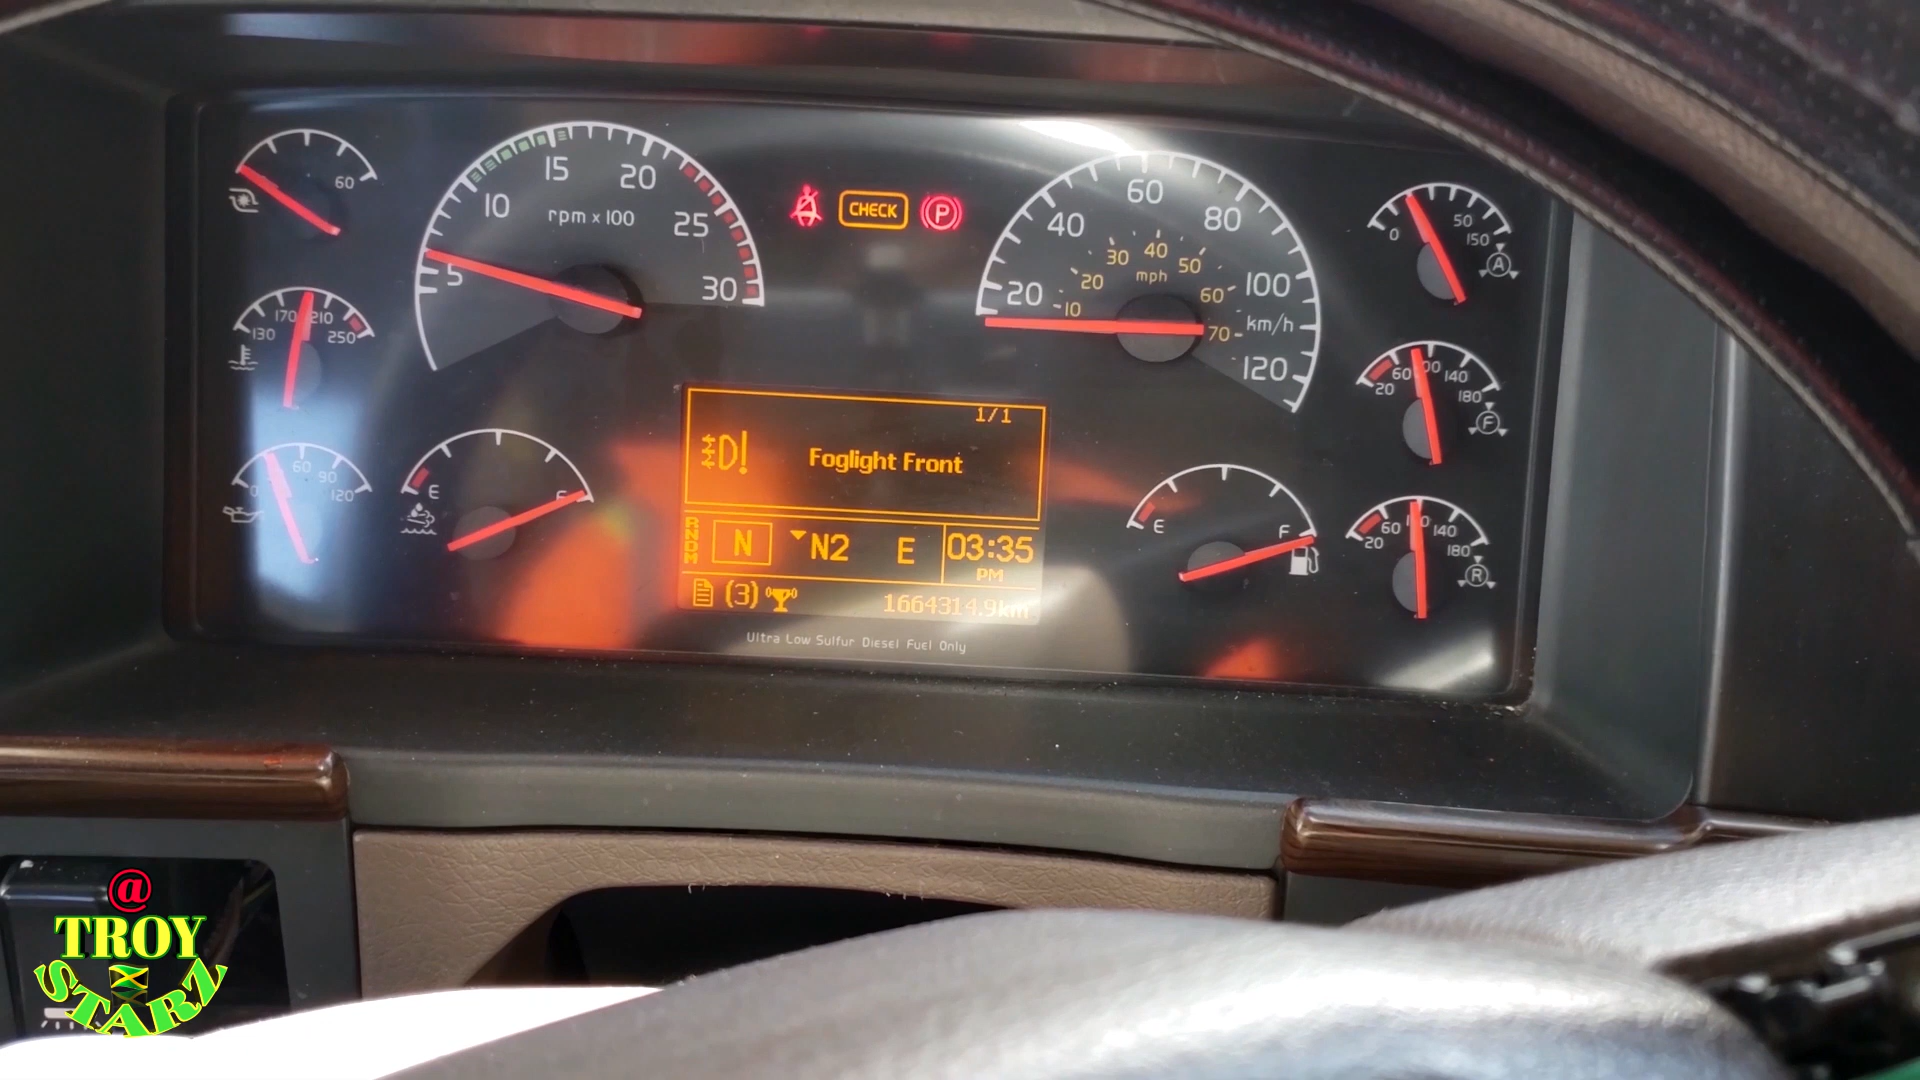 60
15
20
10
rpm x 100
25
5
30
CHECK
P
60
40
80
30
40
50
mph
20
20
100
60
10
70
km/h
120
0
50
150
A
170
210
130
250
60
140
20
180
F
60
90
0
120
E
1/1
Foglight Front
E
F
60
140
20
180
R
RNDM
N
N2
E
03:35
PM
(3)
1664314.9km
Ultra Low Sulfur Diesel Fuel Only
@
TROY
STARZ